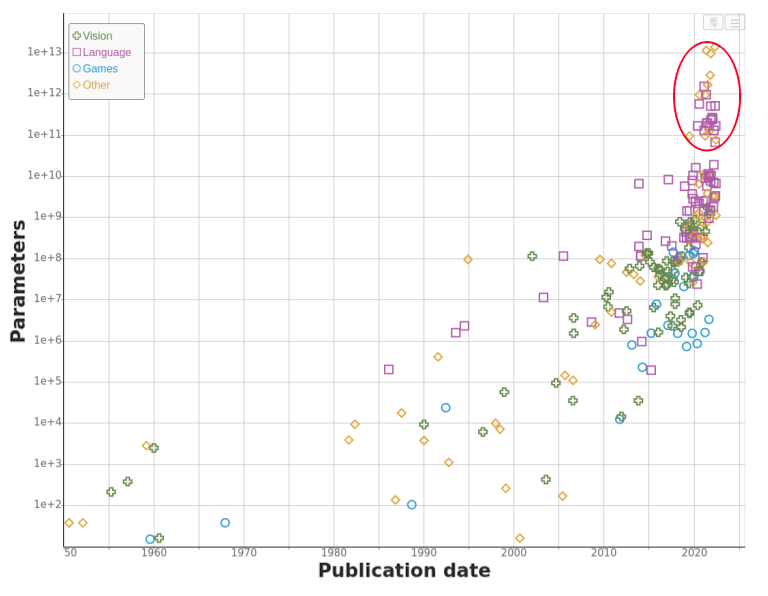 Vision
Language
Games
Other
1e+13
1e+12
1e+11
1e+10
1e+9
1e+8
1e+7
1e+6
1e+5
1e+4
1e+3
1e+2
Parameters
50 1960 1970 1980 1990 2000 2010 2020
Publication date